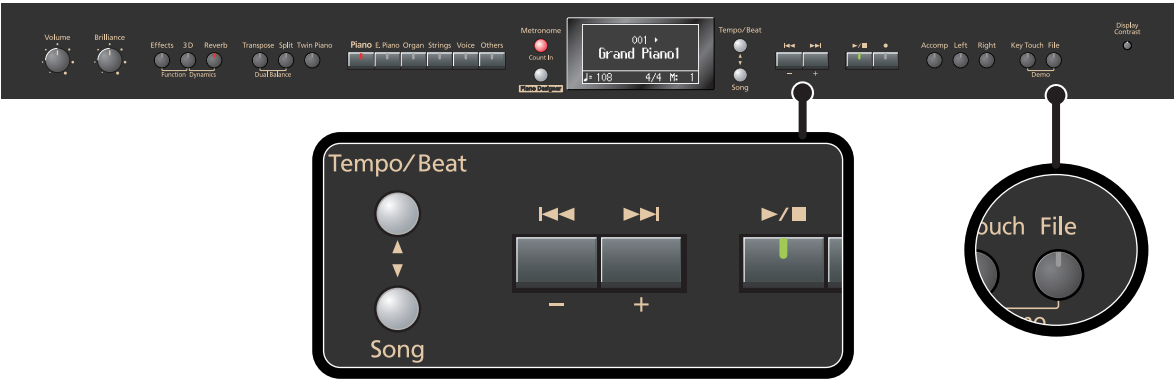 Volume
Brilliance
Effects 3D Reverb
Function Dynamics
Transpose Split Twin Piano
Dual Balance
Piano E. Piano Organ Strings Voice Others
Metronome
Count In
Piano Designer
001
Grand Piano1
♩= 108 4/4 M: 1
Tempo/Beat
Song
− +
Accomp Left Right
Key Touch File
Demo
Display
Contrast
Tempo/Beat
Song
− +
ouch File
mo